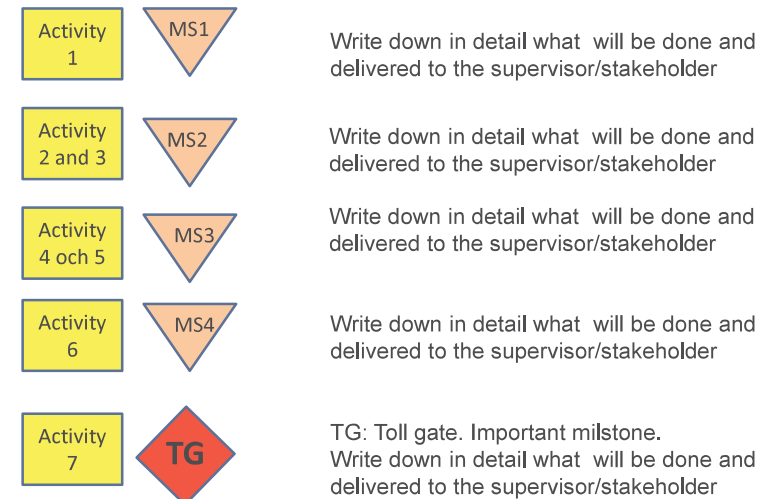 Activity
1
MS1
Write down in detail what  will be done and
delivered to the supervisor/stakeholder
Activity
2 and 3
MS2
Write down in detail what  will be done and
delivered to the supervisor/stakeholder
Activity
4 och 5
MS3
Write down in detail what  will be done and
delivered to the supervisor/stakeholder
Activity
6
MS4
Write down in detail what  will be done and
delivered to the supervisor/stakeholder
Activity
7
TG
TG: Toll gate. Important milstone.
Write down in detail what  will be done and
delivered to the supervisor/stakeholder